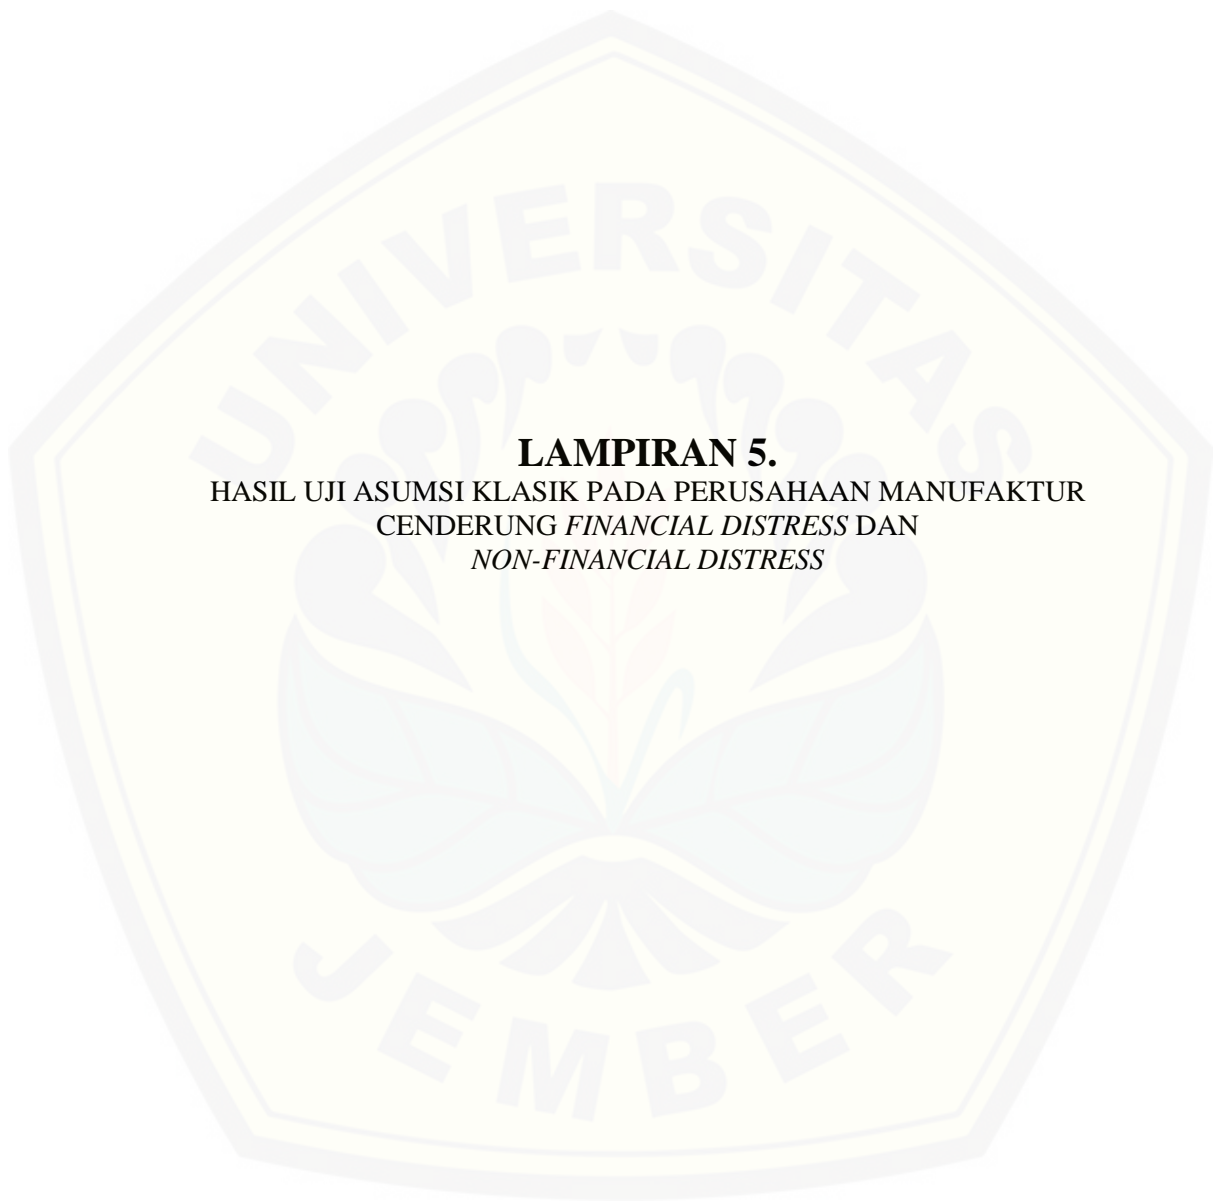 UNIVERSITAS
LAMPIRAN 5.
HASIL UJI ASUMSI KLASIK PADA PERUSAHAAN MANUFAKTUR
CENDERUNG FINANCIAL DISTRESS DAN
NON-FINANCIAL DISTRESS
JEMBER